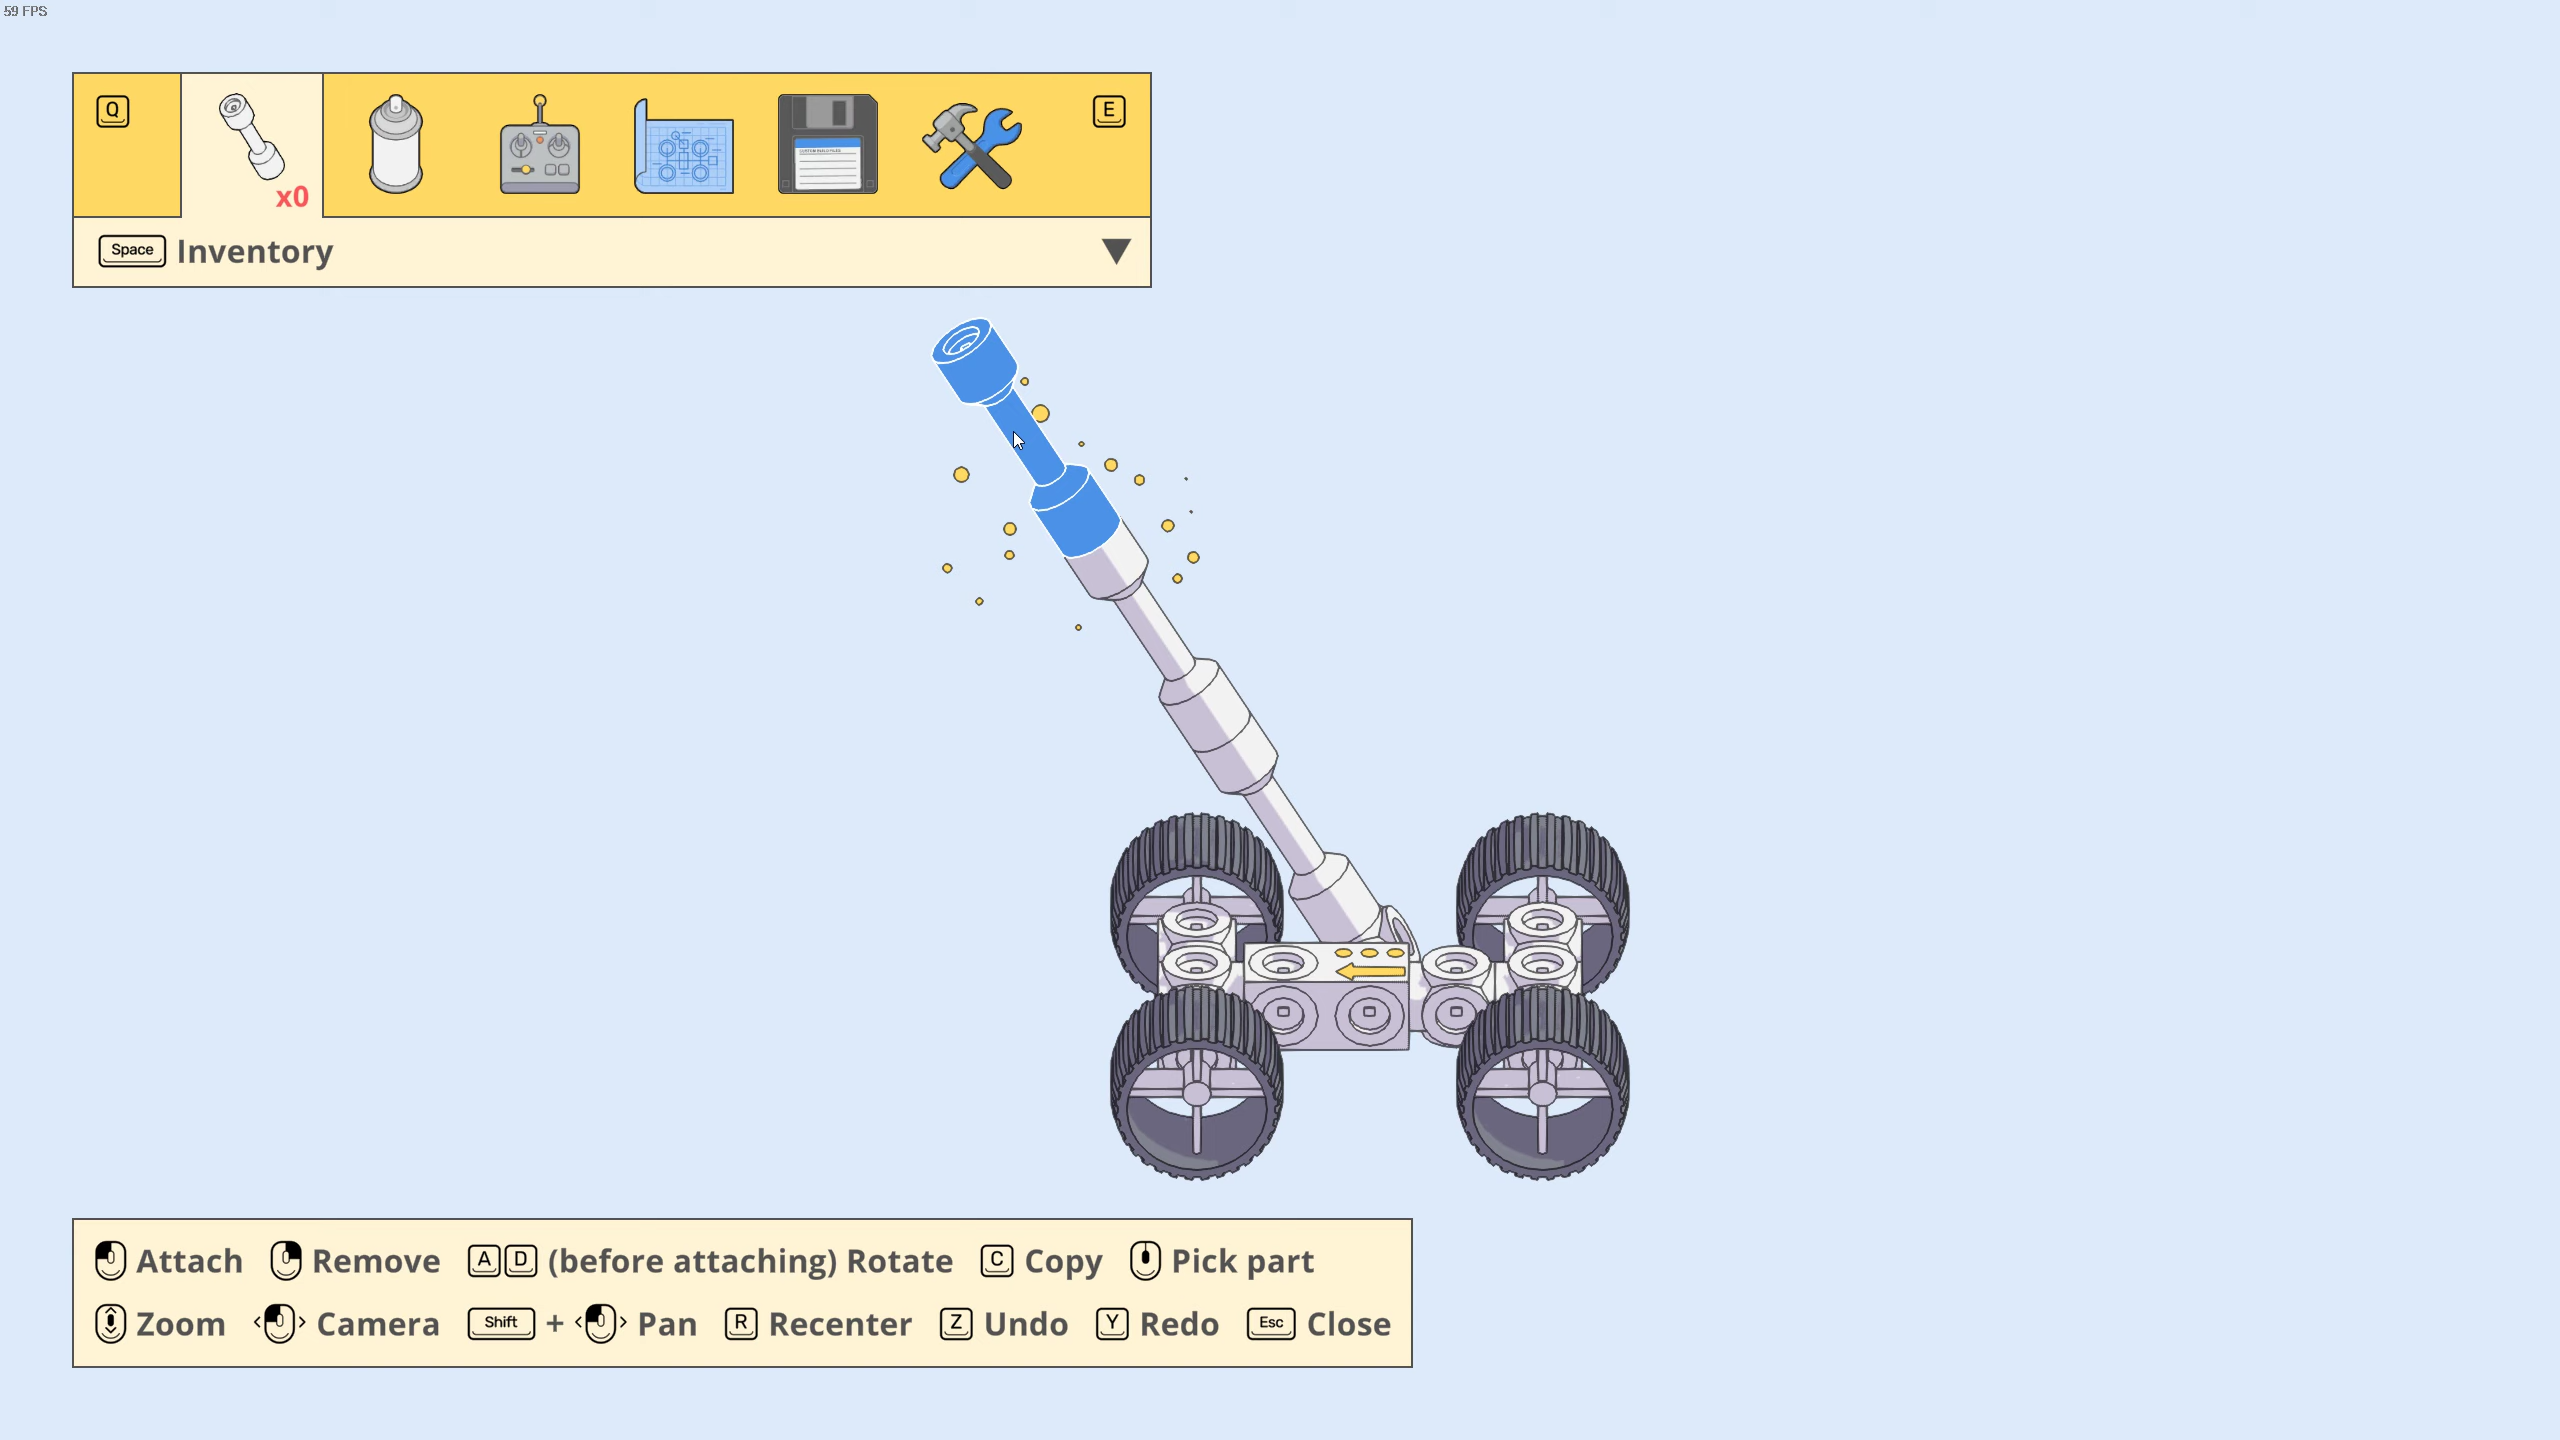 59 FPS
Q
E
x0
Space Inventory
Attach Remove A D (before attaching) Rotate C Copy Pick part
Zoom Camera Shift + Pan R Recenter Z Undo Y Redo Esc Close